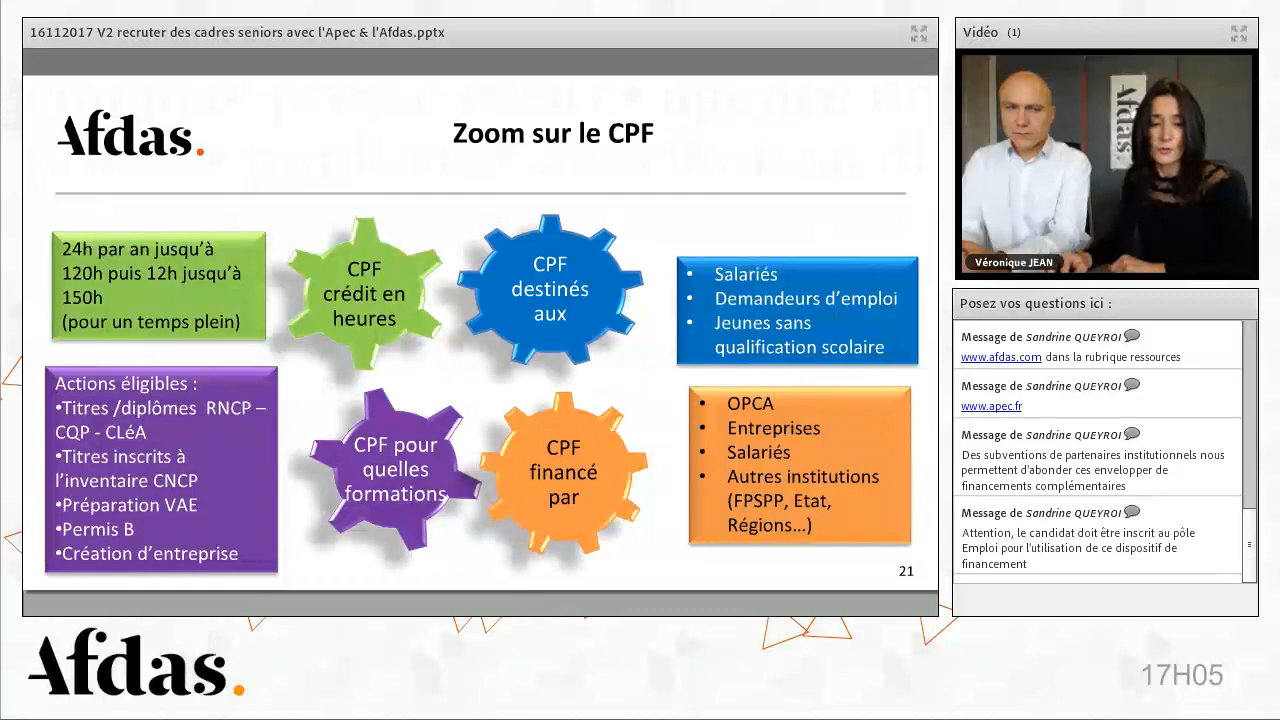 16112017 V2 recruter des cadres seniors avec l'Apec & l'Afdas.pptx
Afdas.
Zoom sur le CPF
24h par an jusqu’à
120h puis 12h jusqu’à
150h
(pour un temps plein)
CPF
crédit en
heures
CPF
destinés
aux
• Salariés
• Demandeurs d’emploi
• Jeunes sans
qualification scolaire
Actions éligibles :
•Titres /diplômes RNCP –
CQP - CLéA
•Titres inscrits à
l’inventaire CNCP
•Préparation VAE
•Permis B
•Création d’entreprise
CPF pour
quelles
formations
CPF
financé
par
• OPCA
• Entreprises
• Salariés
• Autres institutions
(FPSPP, Etat,
Régions…)
21
Vidéo (1)
Afdas.
Véronique JEAN
Posez vos questions ici :
Message de Sandrine QUEYROI
www.afdas.com dans la rubrique ressources
Message de Sandrine QUEYROI
www.apec.fr
Message de Sandrine QUEYROI
Des subventions de partenaires institutionnels nous
permettent d'abonder ces envelopper de
financements complémentaires
Message de Sandrine QUEYROI
Attention, le candidat doit être inscrit au pôle
Emploi pour l'utilisation de ce dispositif de
financement
Afdas.
17H05